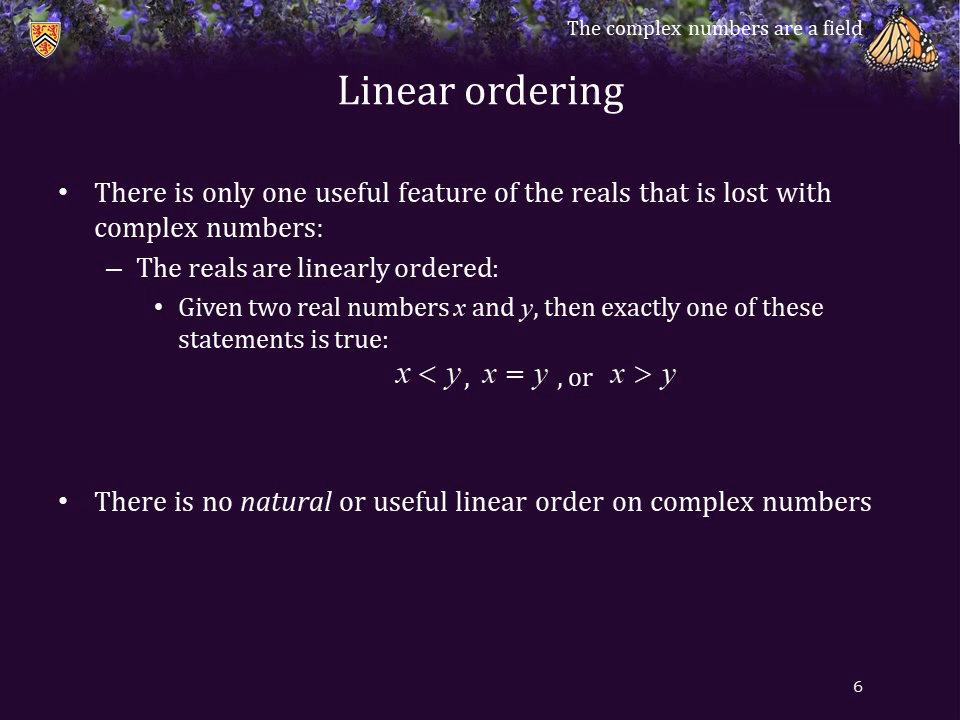 The complex numbers are a field
Linear ordering
• There is only one useful feature of the reals that is lost with
complex numbers:
– The reals are linearly ordered:
• Given two real numbers x and y, then exactly one of these
statements is true:
x < y, x = y , or x > y
• There is no natural or useful linear order on complex numbers
6